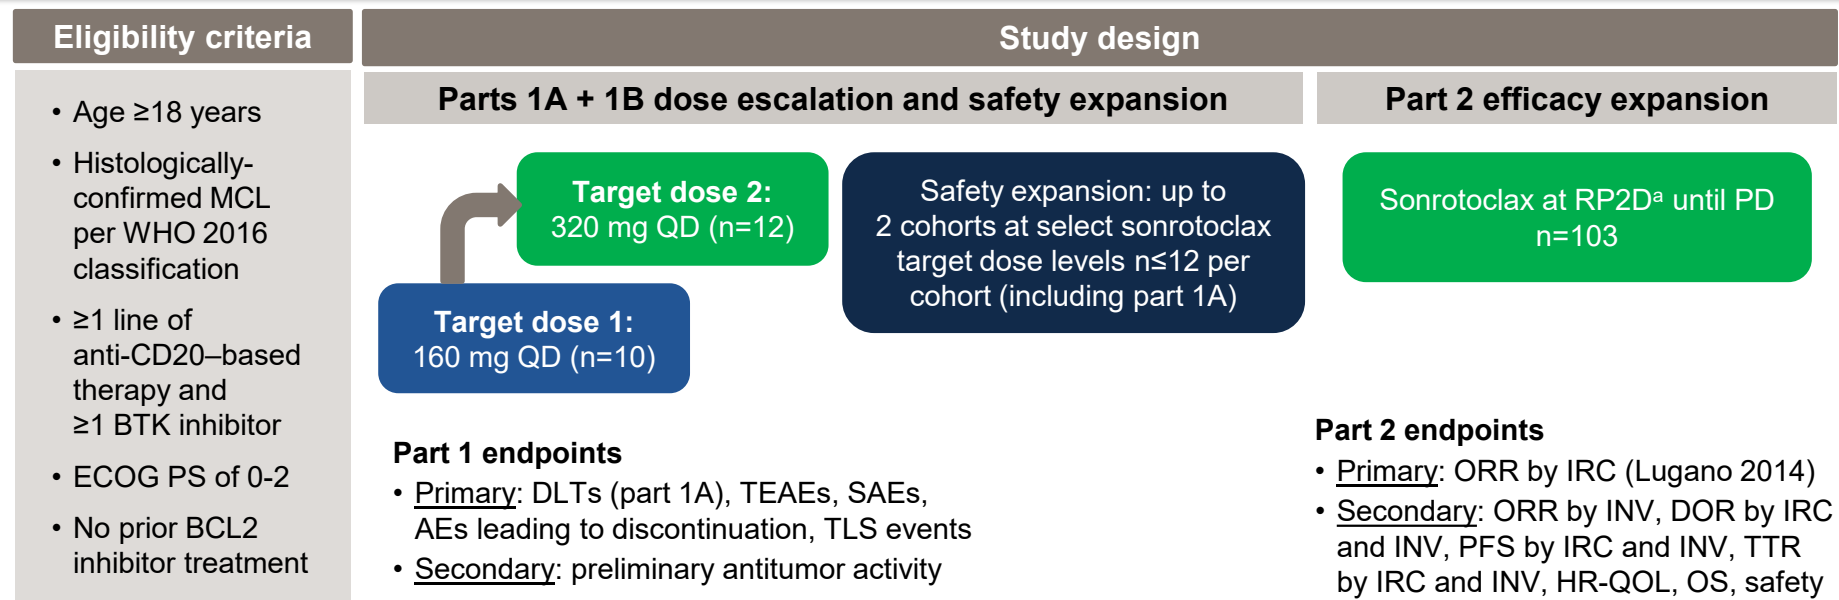 Eligibility criteria
• Age ≥18 years
• Histologically-
confirmed MCL
per WHO 2016
classification
• ≥1 line of
anti-CD20–based
therapy and
≥1 BTK inhibitor
• ECOG PS of 0-2
• No prior BCL2
inhibitor treatment
Study design
Parts 1A + 1B dose escalation and safety expansion
Target dose 2:
320 mg QD (n=12)
Target dose 1:
160 mg QD (n=10)
Safety expansion: up to
2 cohorts at select sonrotoclax
target dose levels n≤12 per
cohort (including part 1A)
Part 1 endpoints
• Primary: DLTs (part 1A), TEAEs, SAEs,
AEs leading to discontinuation, TLS events
• Secondary: preliminary antitumor activity
Part 2 efficacy expansion
Sonrotoclax at RP2Dᵃ until PD
n=103
Part 2 endpoints
• Primary: ORR by IRC (Lugano 2014)
• Secondary: ORR by INV, DOR by IRC
and INV, PFS by IRC and INV, TTR
by IRC and INV, HR-QOL, OS, safety